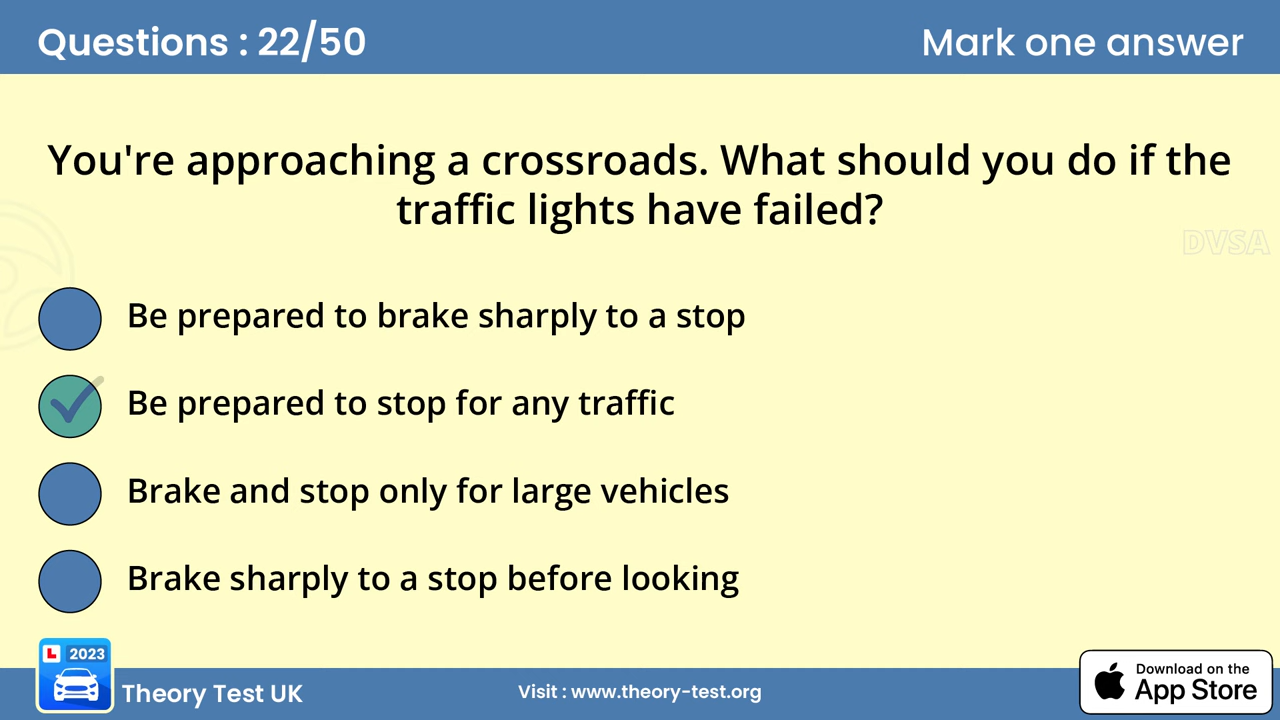 Questions : 22/50
Mark one answer
You're approaching a crossroads. What should you do if the
traffic lights have failed?
DVSA
Be prepared to brake sharply to a stop
Be prepared to stop for any traffic
Brake and stop only for large vehicles
Brake sharply to a stop before looking
L 2023
Theory Test UK
Visit : www.theory-test.org
Download on the
App Store